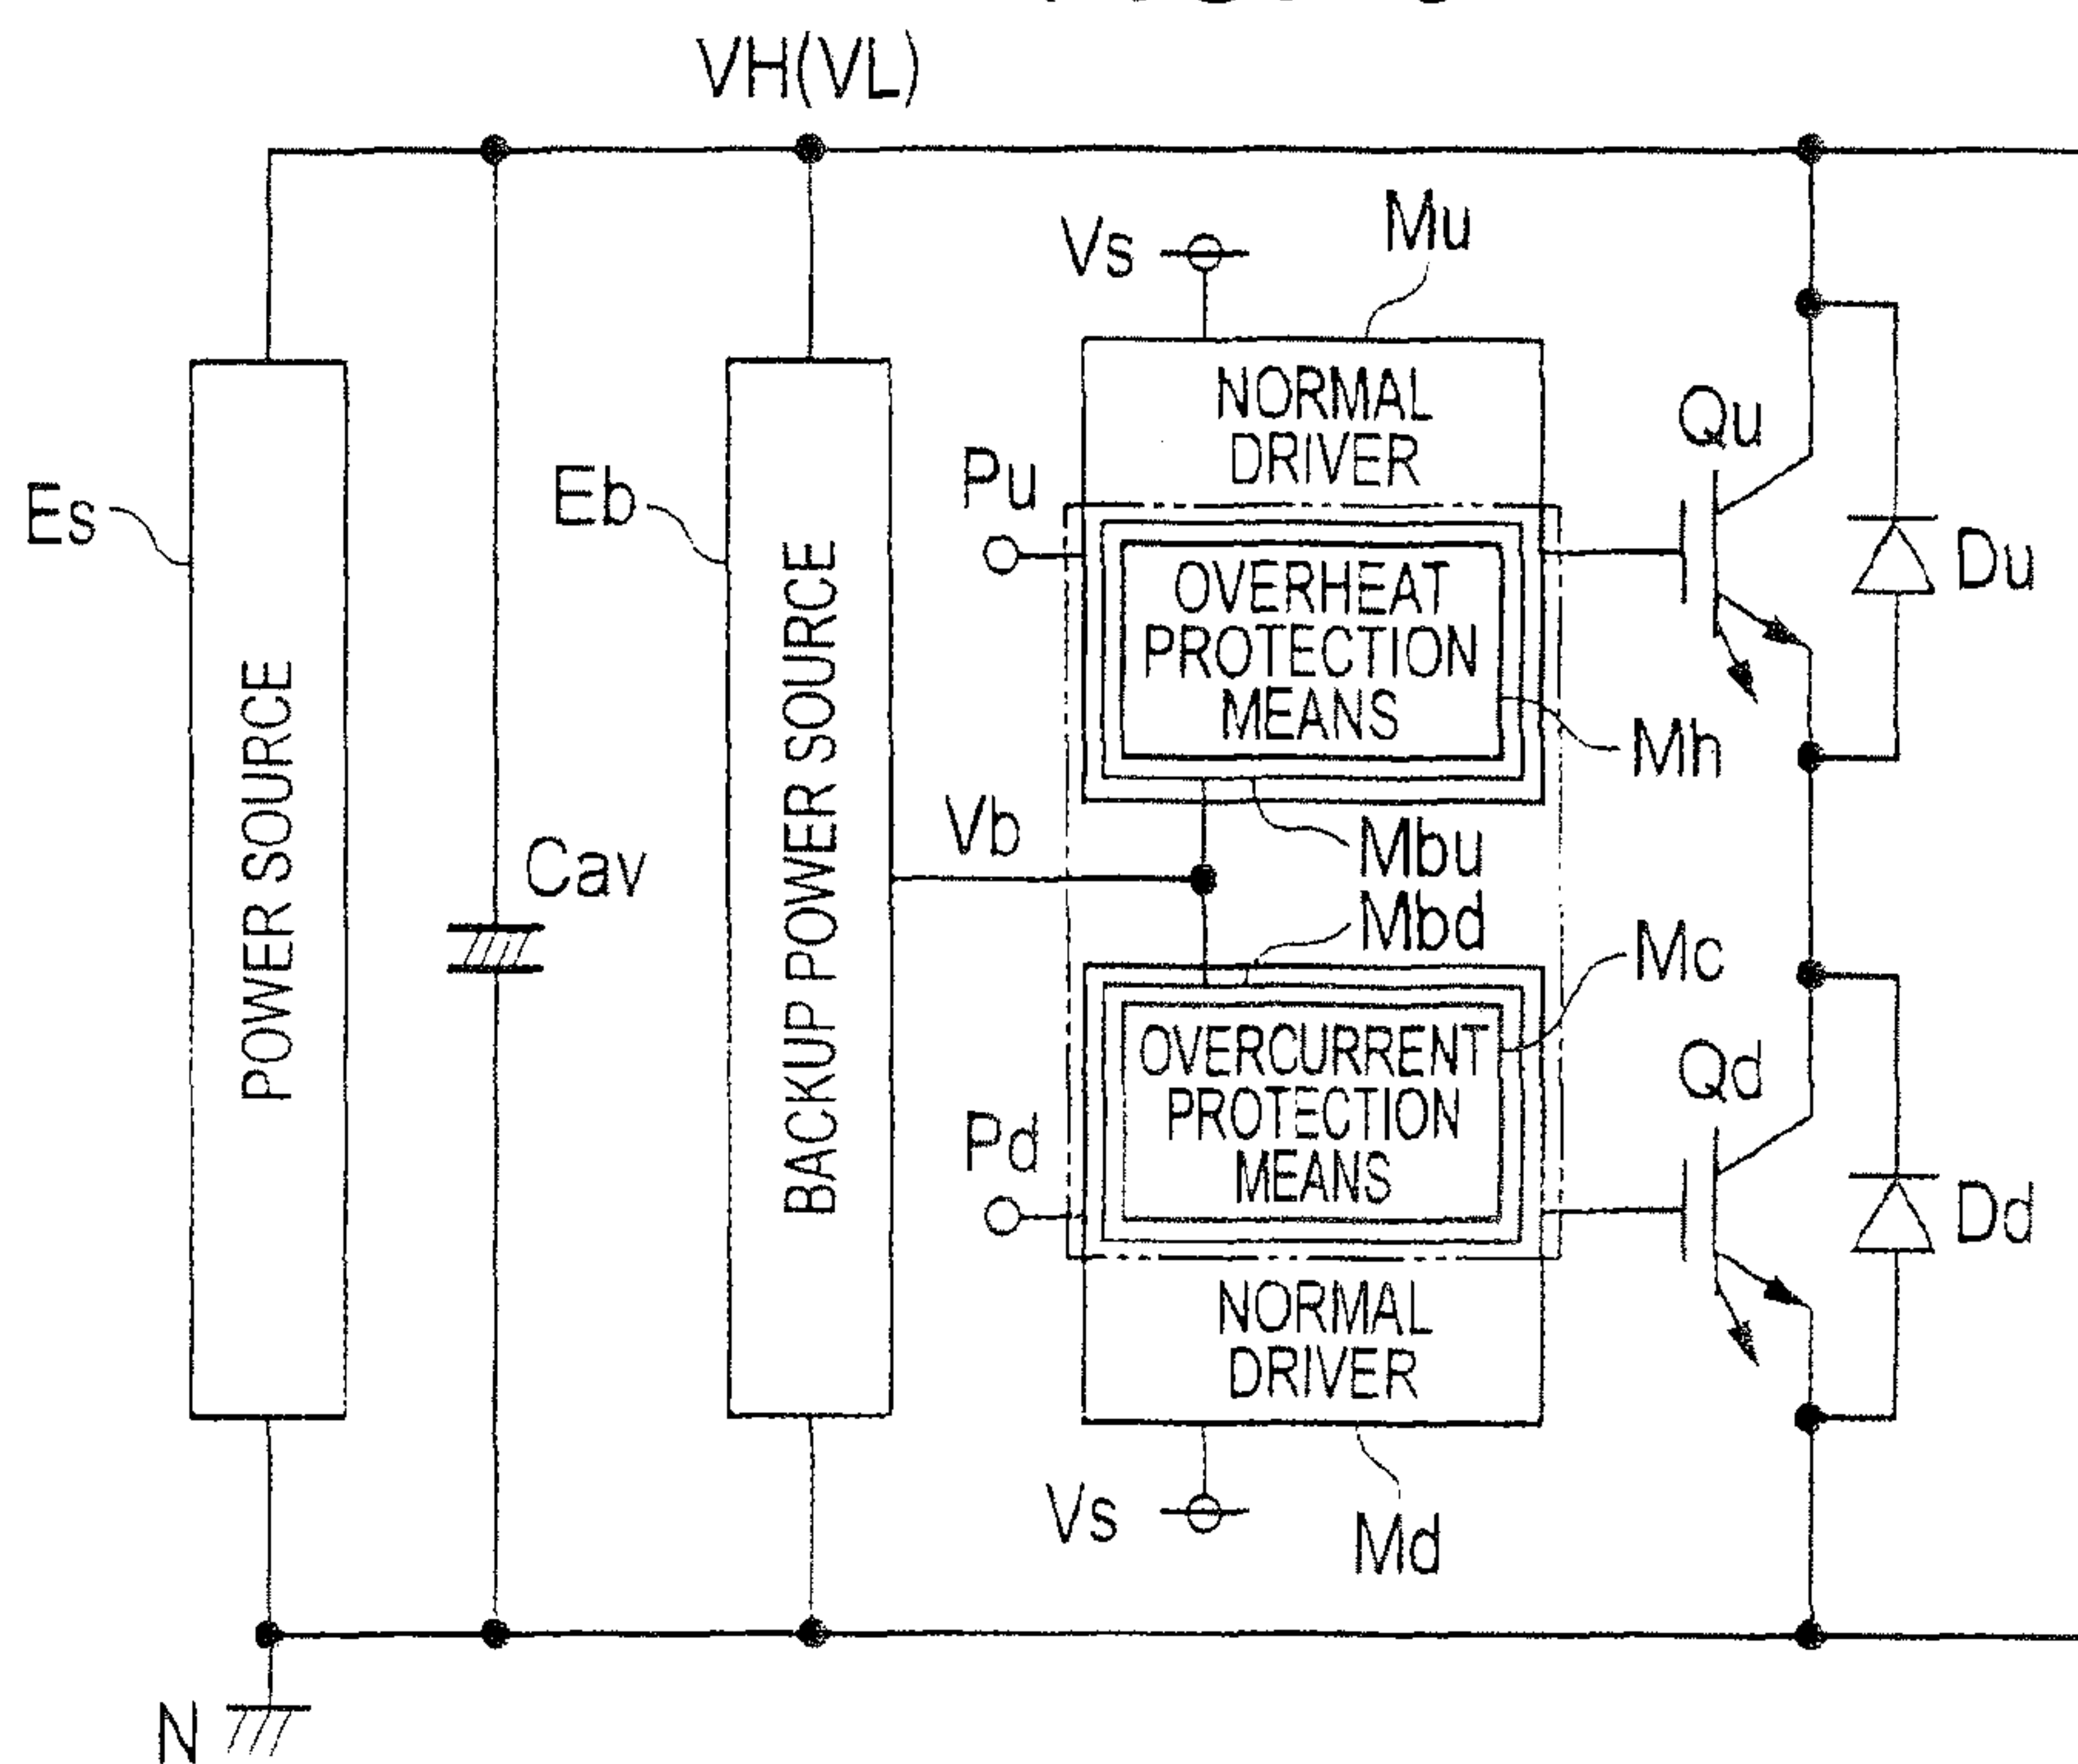 VH(VL)
Vs
Mu
NORMAL
DRIVER
Qu
Pu
Es
Eb
Du
OVERHEAT
PROTECTION
MEANS
Mh
POWER SOURCE
BACKUP POWER SOURCE
Cav
Vb
Mbu
Mbd
Mc
OVERCURRENT
PROTECTION
MEANS
Qd
Pd
Dd
NORMAL
DRIVER
Vs
Md
N